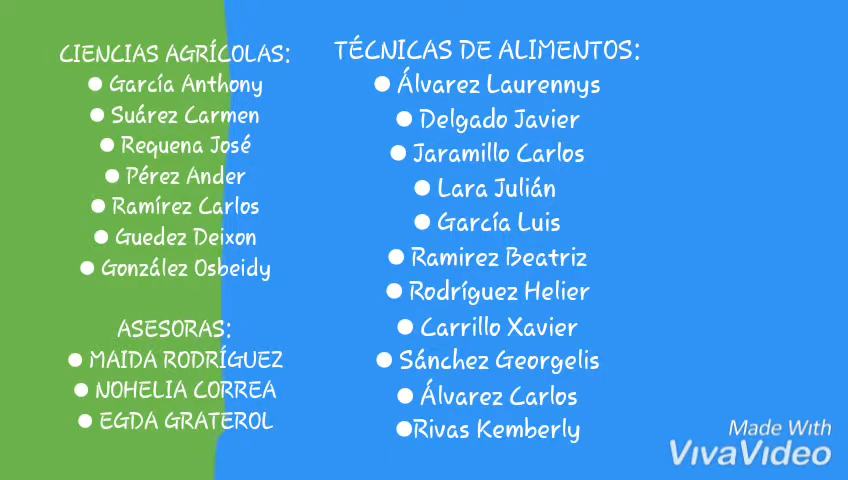 CIENCIAS AGRÍCOLAS:
● García Anthony
● Suárez Carmen
● Requena José
● Pérez Ander
● Ramírez Carlos
● Guedez Deixon
● González Osbeidy
ASESORAS:
● MAIDA RODRÍGUEZ
● NOHELIA CORREA
● EGDA GRATEROL
TÉCNICAS DE ALIMENTOS:
● Álvarez Laurennys
● Delgado Javier
● Jaramillo Carlos
● Lara Julián
● García Luis
● Ramirez Beatriz
● Rodríguez Helier
● Carrillo Xavier
● Sánchez Georgelis
● Álvarez Carlos
●Rivas Kemberly
Made With
VivaVideo